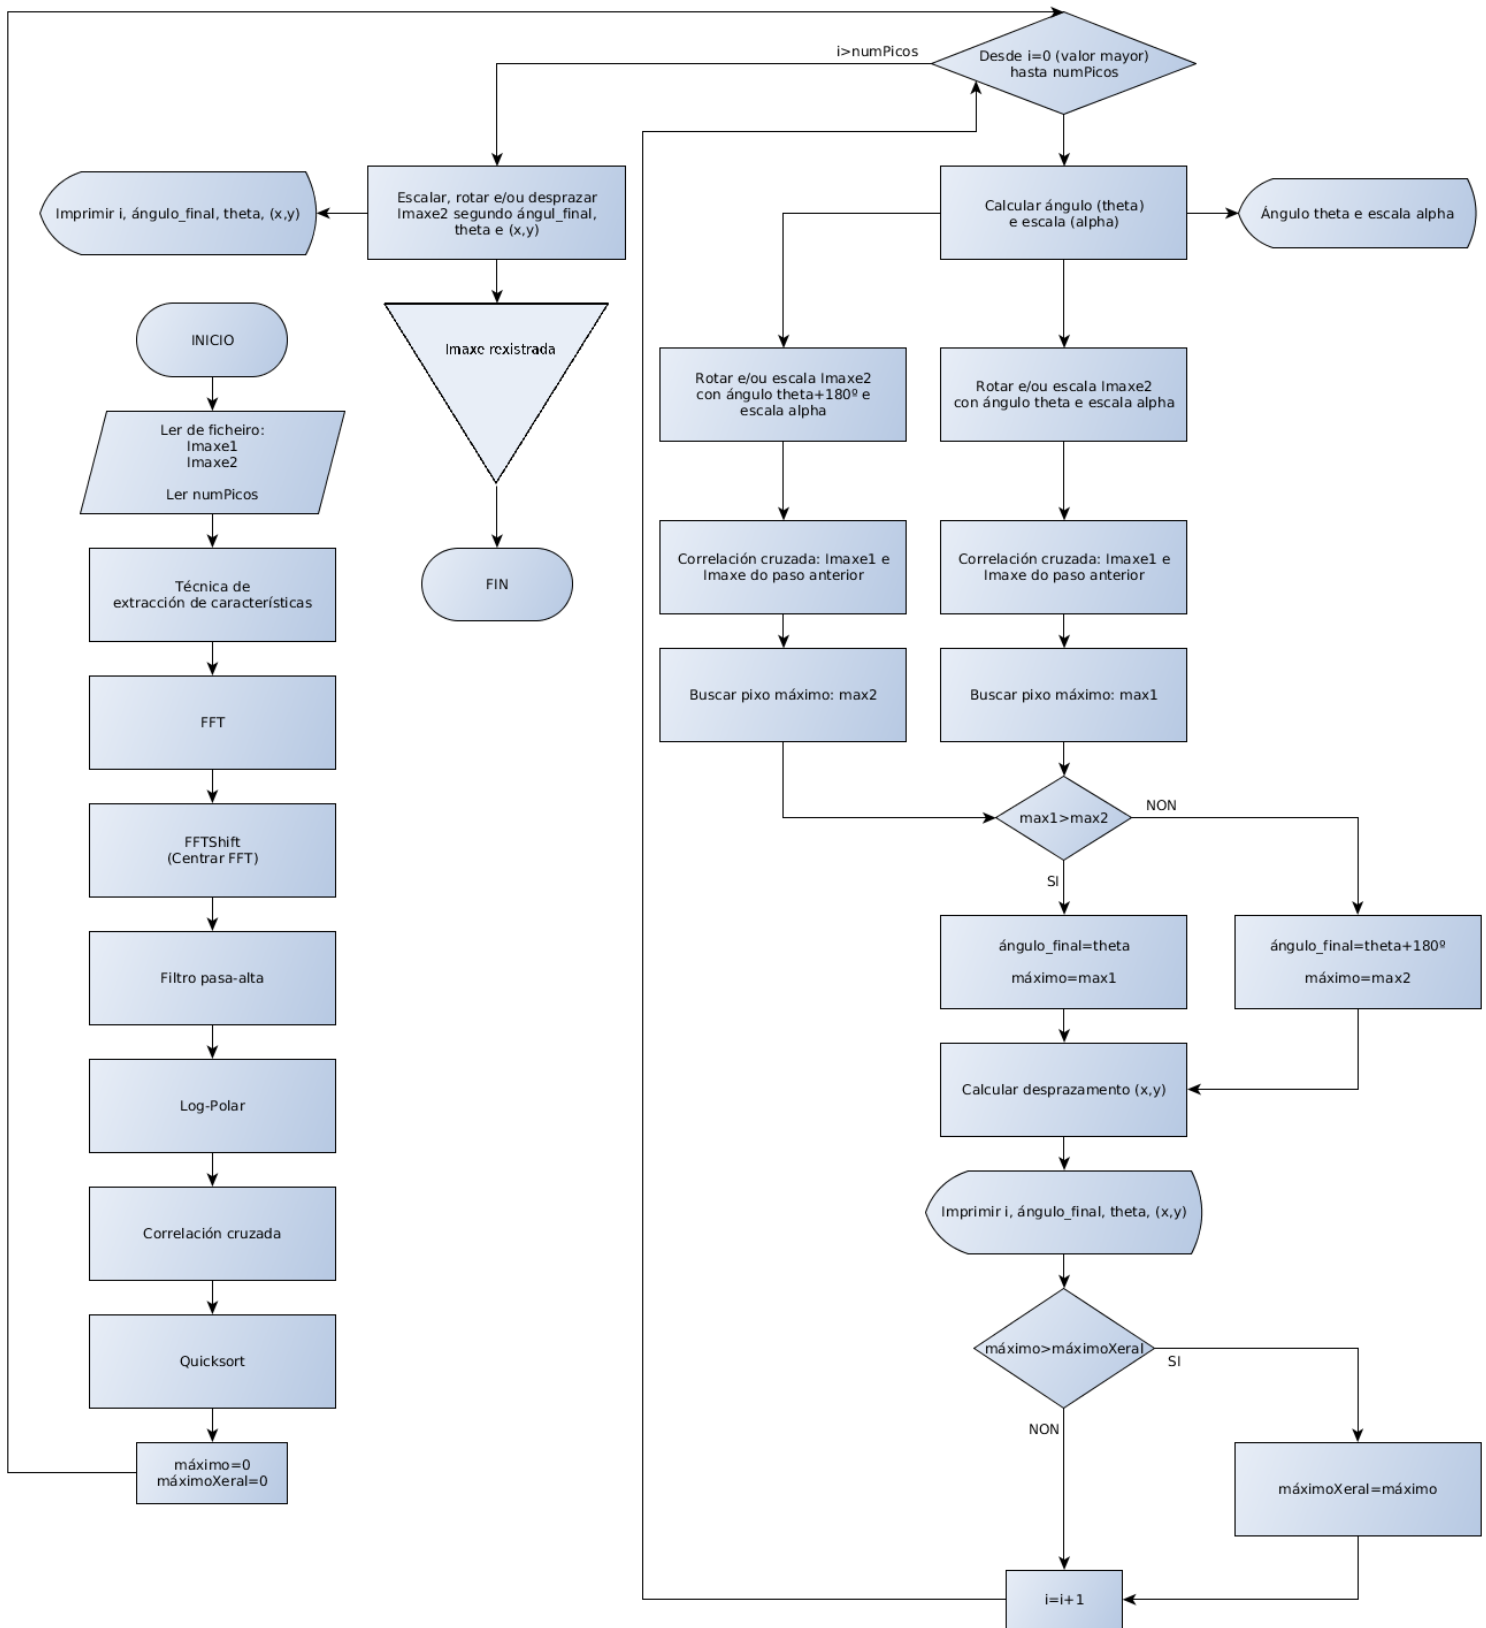 i>numPicos
Desde i=0 (valor mayor)
hasta numPicos
Imprimir i, ángulo_final, theta, (x,y)
Escalar, rotar e/ou desprazar
Imaxe2 segundo ángul_final,
theta e (x,y)
Calcular ángulo (theta)
e escala (alpha)
Ángulo theta e escala alpha
INICIO
Imaxe rexistrada
Rotar e/ou escala Imaxe2
con ángulo theta+180º e
escala alpha
Rotar e/ou escala Imaxe2
con ángulo theta e escala alpha
Ler de ficheiro:
Imaxe1
Imaxe2
Ler numPicos
Técnica de
extracción de características
FIN
Correlación cruzada: Imaxe1 e
Imaxe do paso anterior
Correlación cruzada: Imaxe1 e
Imaxe do paso anterior
FFT
Buscar pixo máximo: max2
Buscar pixo máximo: max1
FFTShift
(Centrar FFT)
max1>max2
NON
SI
Filtro pasa-alta
ángulo_final=theta
máximo=max1
ángulo_final=theta+180º
máximo=max2
Log-Polar
Calcular desprazamento (x,y)
Correlación cruzada
Imprimir i, ángulo_final, theta, (x,y)
Quicksort
máximo>máximoXeral
SI
NON
máximo=0
máximoXeral=0
máximoXeral=máximo
i=i+1